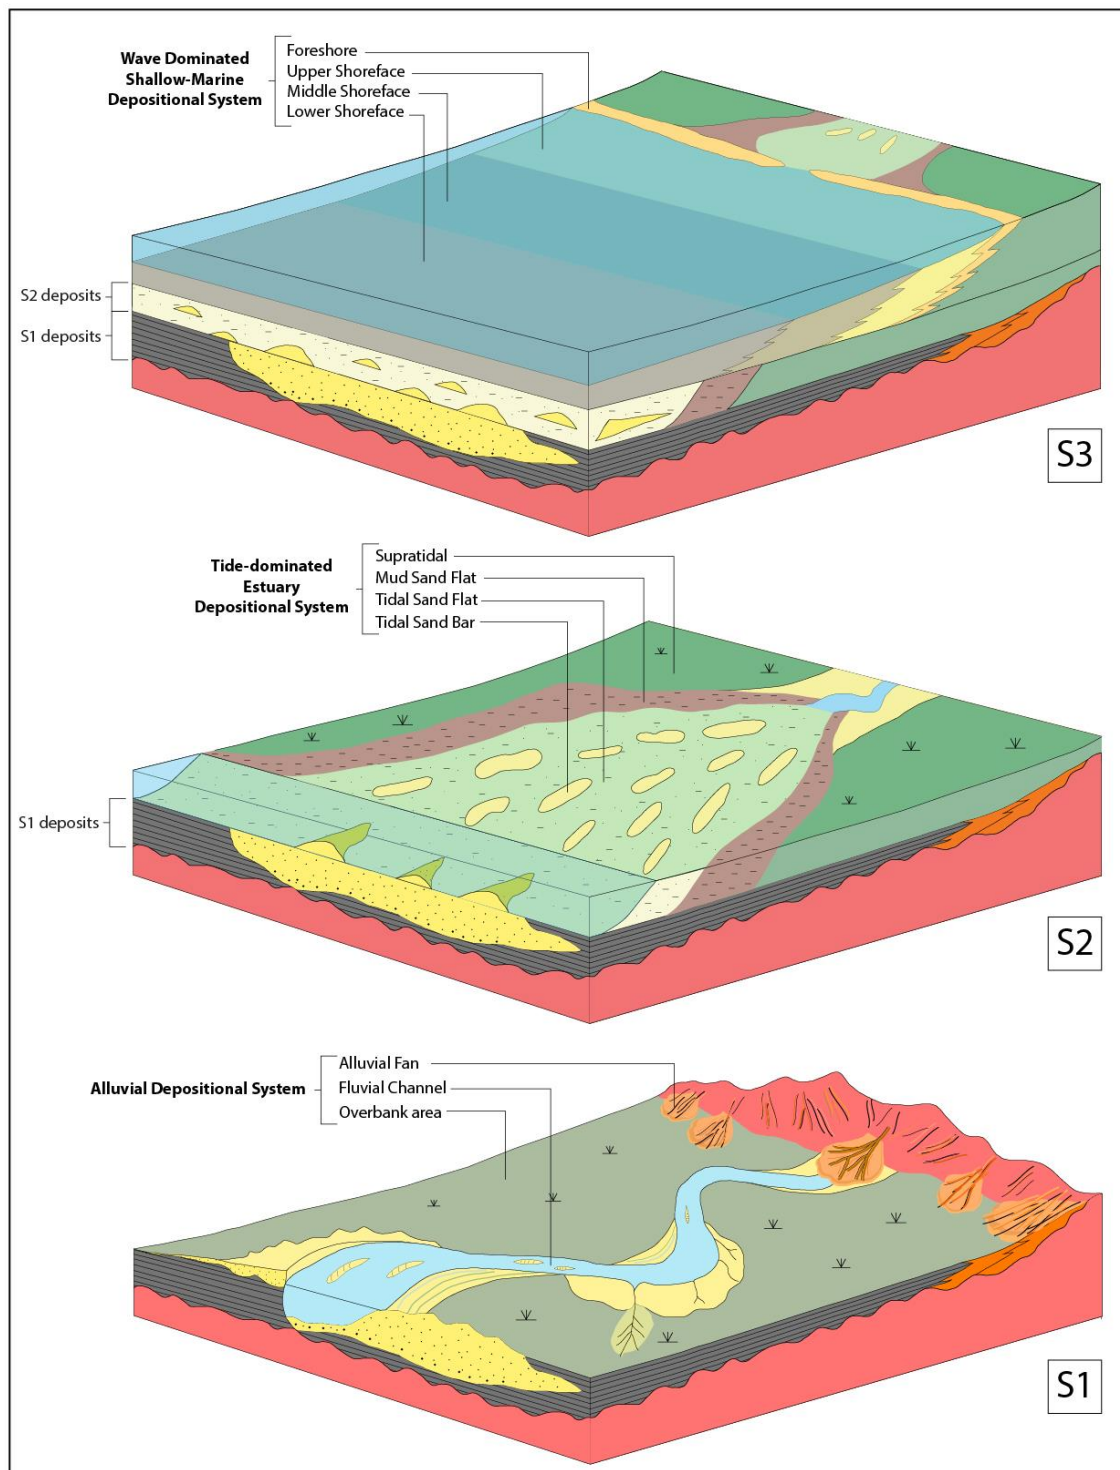 Wave Dominated
Shallow-Marine
Depositional System
Foreshore
Upper Shoreface
Middle Shoreface
Lower Shoreface
S2 deposits
S1 deposits
S3
Tide-dominated
Estuary
Depositional System
Supratidal
Mud Sand Flat
Tidal Sand Flat
Tidal Sand Bar
S1 deposits
S2
Alluvial Depositional System
Alluvial Fan
Fluvial Channel
Overbank area
S1